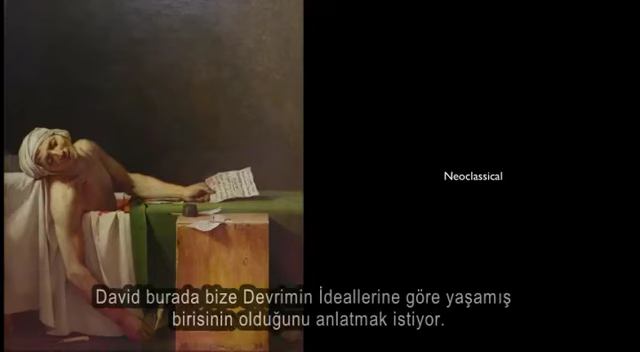 Neoclassical
David burada bize Devrimin İdeallerine göre yaşamış
birisinin olduğunu anlatmak istiyor.